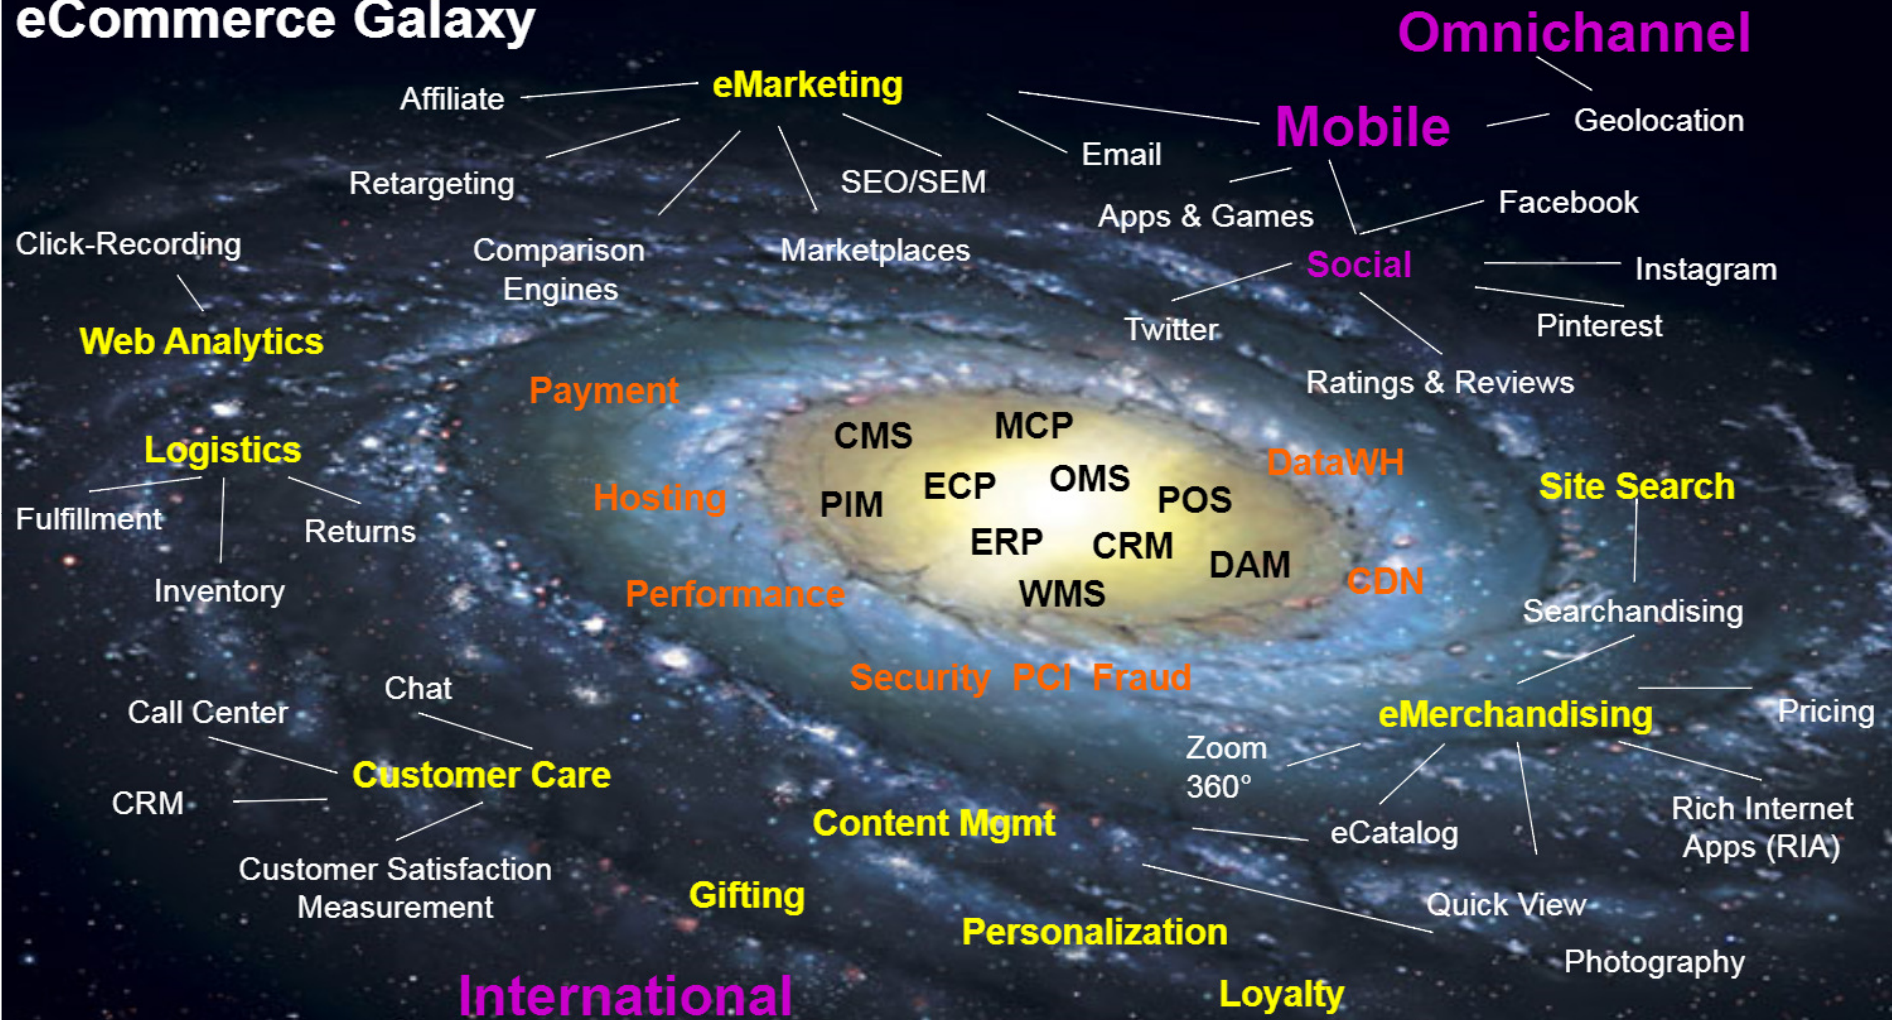 eCommerce Galaxy
Omnichannel
eMarketing
Affiliate
Mobile
Geolocation
Email
Retargeting
SEO/SEM
Apps & Games
Facebook
Click-Recording
Comparison
Engines
Marketplaces
Social
Instagram
Twitter
Pinterest
Web Analytics
Ratings & Reviews
Payment
CMS
MCP
Logistics
DataWH
Hosting
PIM
ECP
OMS
POS
Site Search
Fulfillment
Returns
ERP
CRM
DAM
CDN
Inventory
Performance
WMS
Searchandising
Security PCI Fraud
Chat
Call Center
eMerchandising
Pricing
Zoom
360°
Customer Care
CRM
Content Mgmt
eCatalog
Rich Internet
Apps (RIA)
Customer Satisfaction
Measurement
Gifting
Quick View
Personalization
Photography
International
Loyalty